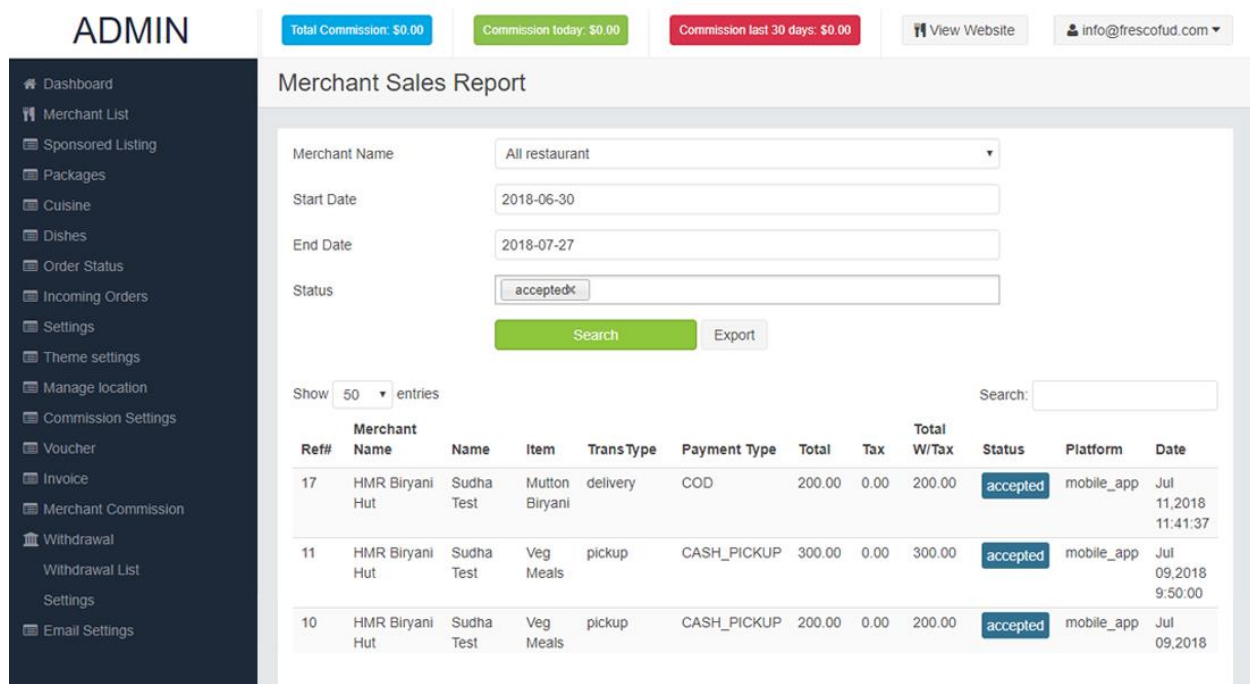 ADMIN
Total Commission: $0.00
Commission today: $0.00
Commission last 30 days: $0.00
View Website
info@frescofud.com
Dashboard
Merchant List
Sponsored Listing
Packages
Cuisine
Dishes
Order Status
Incoming Orders
Settings
Theme settings
Manage location
Commission Settings
Voucher
Invoice
Merchant Commission
Withdrawal
Withdrawal List
Settings
Email Settings
Merchant Sales Report
Merchant Name All restaurant
Start Date 2018-06-30
End Date 2018-07-27
Status accepted×
Search Export
Show 50 entries Search:
Ref# Merchant Name Name Item TransType Payment Type Total Tax Total W/Tax Status Platform Date
17 HMR Biryani Hut Sudha Test Mutton Biryani delivery COD 200.00 0.00 200.00 accepted mobile_app Jul 11,2018 11:41:37
11 HMR Biryani Hut Sudha Test Veg Meals pickup CASH_PICKUP 300.00 0.00 300.00 accepted mobile_app Jul 09,2018 9:50:00
10 HMR Biryani Hut Sudha Test Veg Meals pickup CASH_PICKUP 200.00 0.00 200.00 accepted mobile_app Jul 09,2018